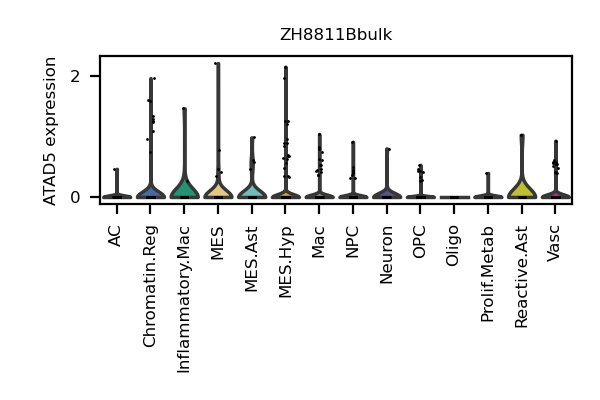 ZH8811Bbulk
ATAD5 expression
2
0
AC
Chromatin.Reg
Inflammatory.Mac
MES
MES.Ast
MES.Hyp
Mac
NPC
Neuron
OPC
Oligo
Prolif.Metab
Reactive.Ast
Vasc